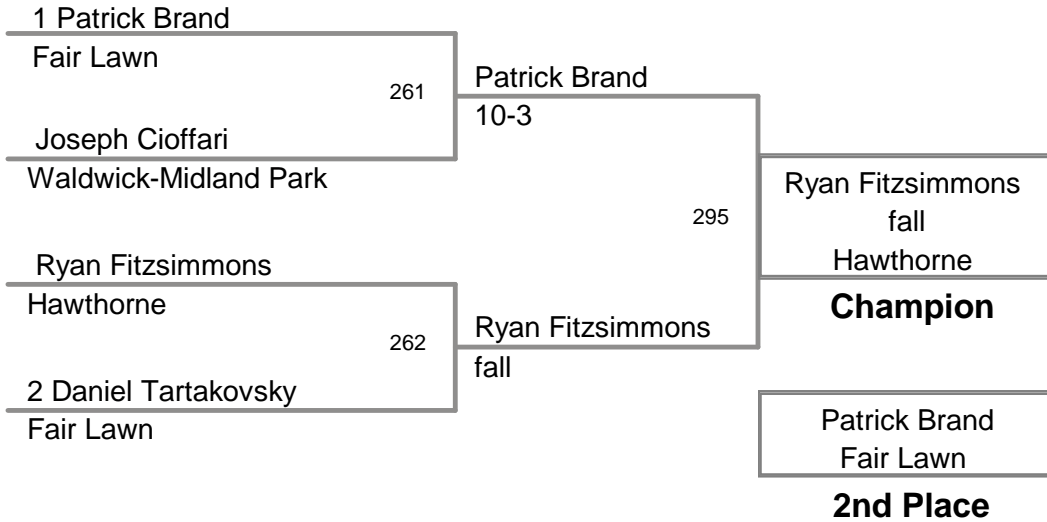 1 Patrick Brand
Fair Lawn
261
Joseph Cioffari
Waldwick-Midland Park
Patrick Brand
10-3
Ryan Fitzsimmons
Hawthorne
262
2 Daniel Tartakovsky
Fair Lawn
Ryan Fitzsimmons
fall
295
Ryan Fitzsimmons
fall
Hawthorne
Champion
Patrick Brand
Fair Lawn
2nd Place